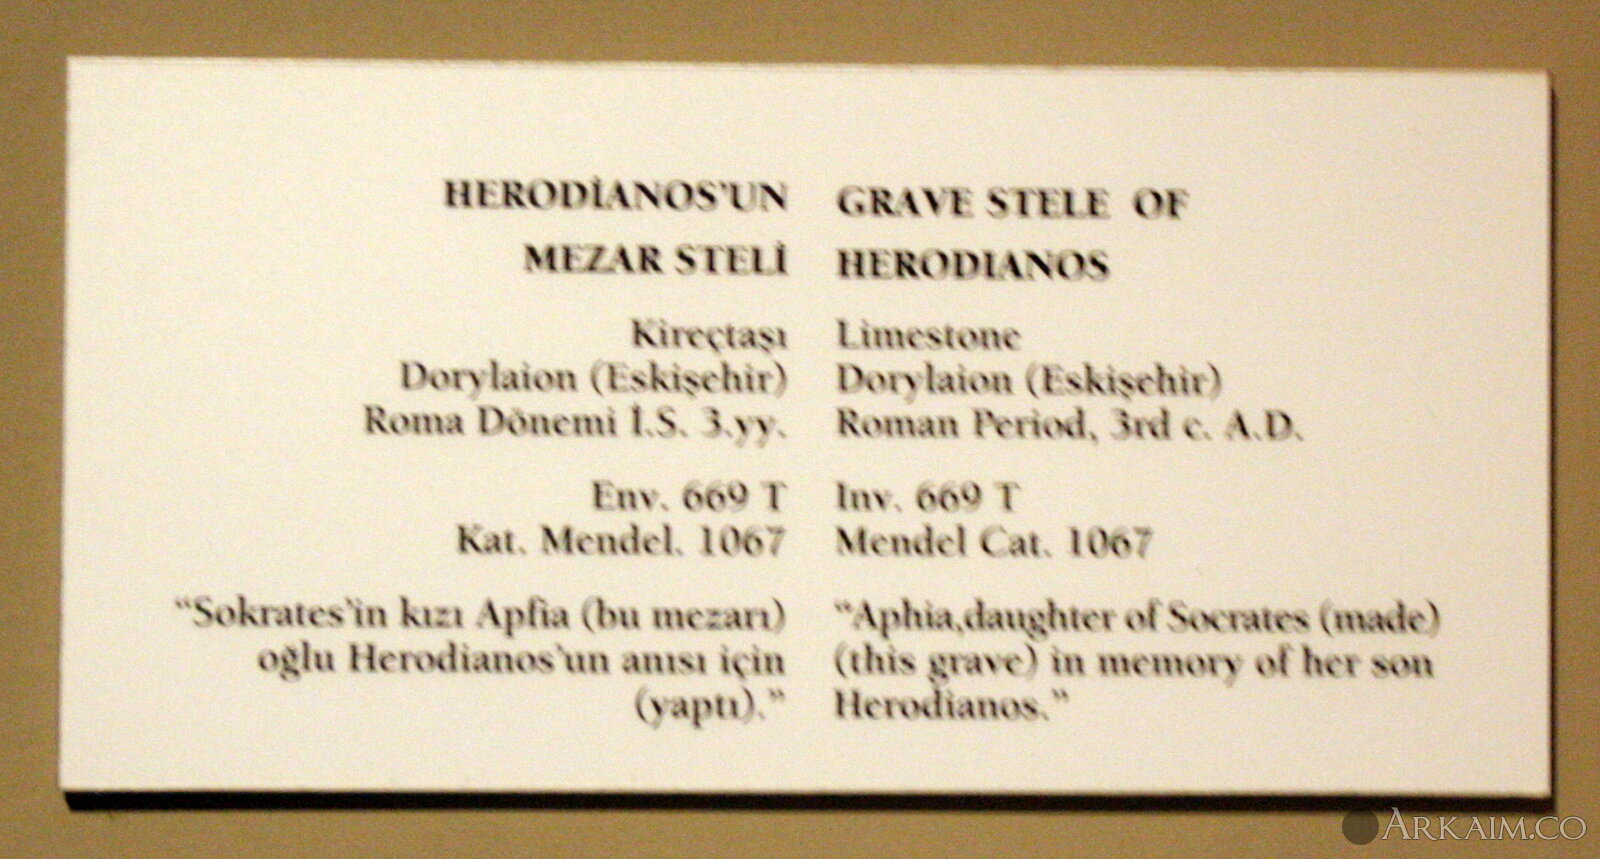 HERODİANOS'UN
MEZAR STELİ
Kireçtaşı
Dorylaion (Eskişehir)
Roma Dönemi İ.S. 3.yy.
Env. 669 T
Kat. Mendel. 1067
“Sokrates'in kızı Apfia (bu mezarı)
oğlu Herodianos'un anısı için
(yaptı).”
GRAVE STELE OF
HERODIANOS
Limestone
Dorylaion (Eskişehir)
Roman Period, 3rd c. A.D.
Inv. 669 T
Mendel Cat. 1067
“Aphia,daughter of Socrates (made)
(this grave) in memory of her son
Herodianos.”
ARKAIM.CO